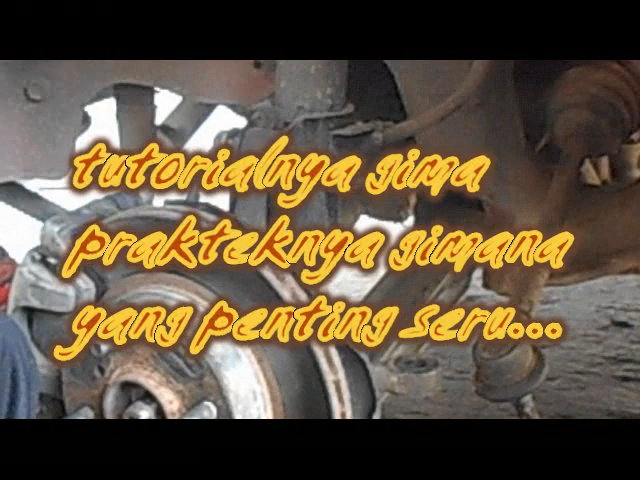 tutorialnya gima
prakteknya gimana
yang penting seru...